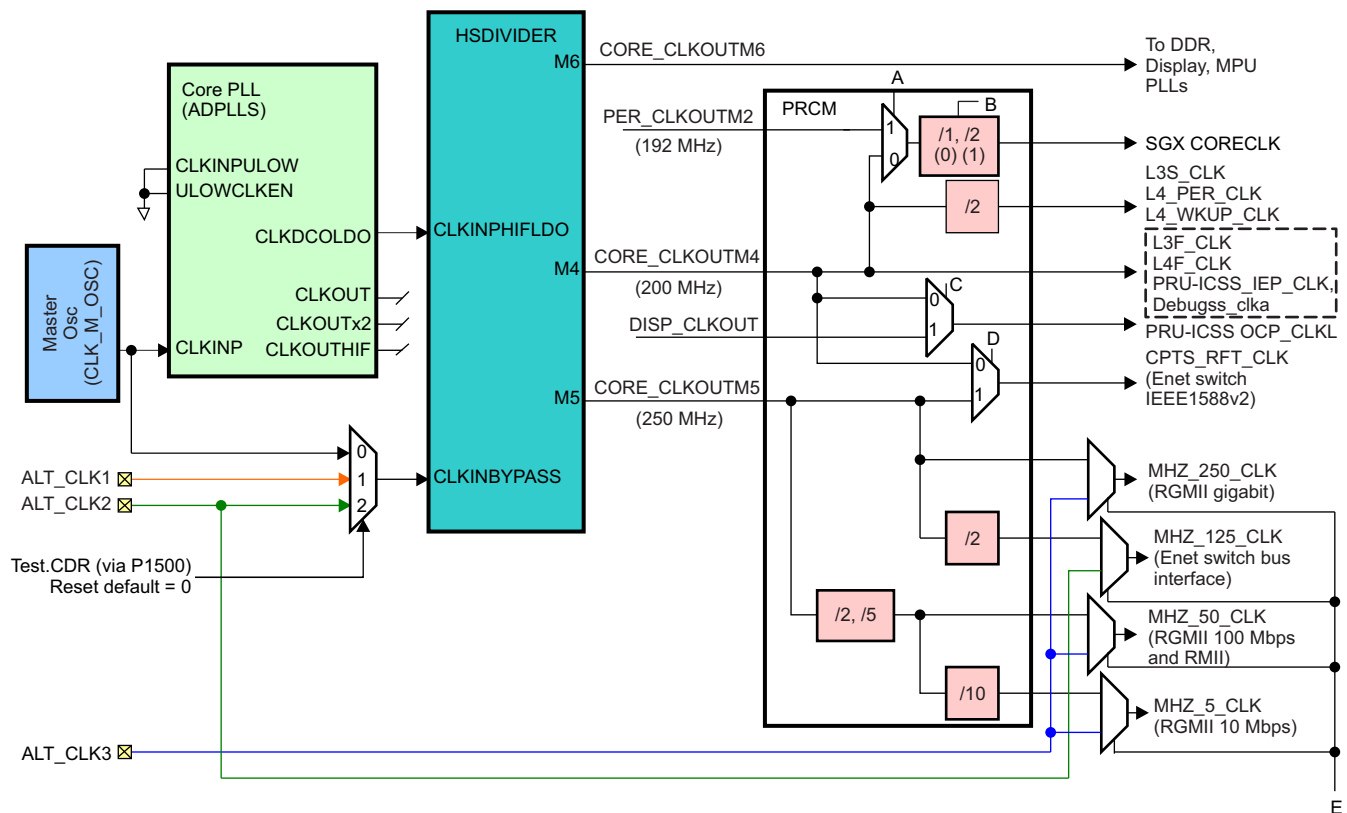 HSDIVIDER
M6
CORE_CLKOUTM6
To DDR,
Display, MPU
PLLs
Core PLL
(ADPLLS)
CLKINPULOW
ULOWCLKEN
CLKDCOLDO
CLKOUT
CLKOUTx2
CLKOUTHIF
CLKINP
Master
Osc
(CLK_M_OSC)
CLKINPHIFLDO
M4
M5
CLKINBYPASS
PER_CLKOUTM2
(192 MHz)
CORE_CLKOUTM4
(200 MHz)
DISP_CLKOUT
CORE_CLKOUTM5
(250 MHz)
PRCM
A
1
0
B
/1, /2
(0) (1)
SGX CORECLK
/2
L3S_CLK
L4_PER_CLK
L4_WKUP_CLK
L3F_CLK
L4F_CLK
PRU-ICSS_IEP_CLK,
Debugss_clka
C
0
1
PRU-ICSS OCP_CLKL
D
0
1
CPTS_RFT_CLK
(Enet switch
IEEE1588v2)
0
1
2
ALT_CLK1
ALT_CLK2
Test.CDR (via P1500)
Reset default = 0
MHZ_250_CLK
(RGMII gigabit)
/2
MHZ_125_CLK
(Enet switch bus
interface)
/2, /5
MHZ_50_CLK
(RGMII 100 Mbps
and RMII)
/10
MHZ_5_CLK
(RGMII 10 Mbps)
ALT_CLK3
E